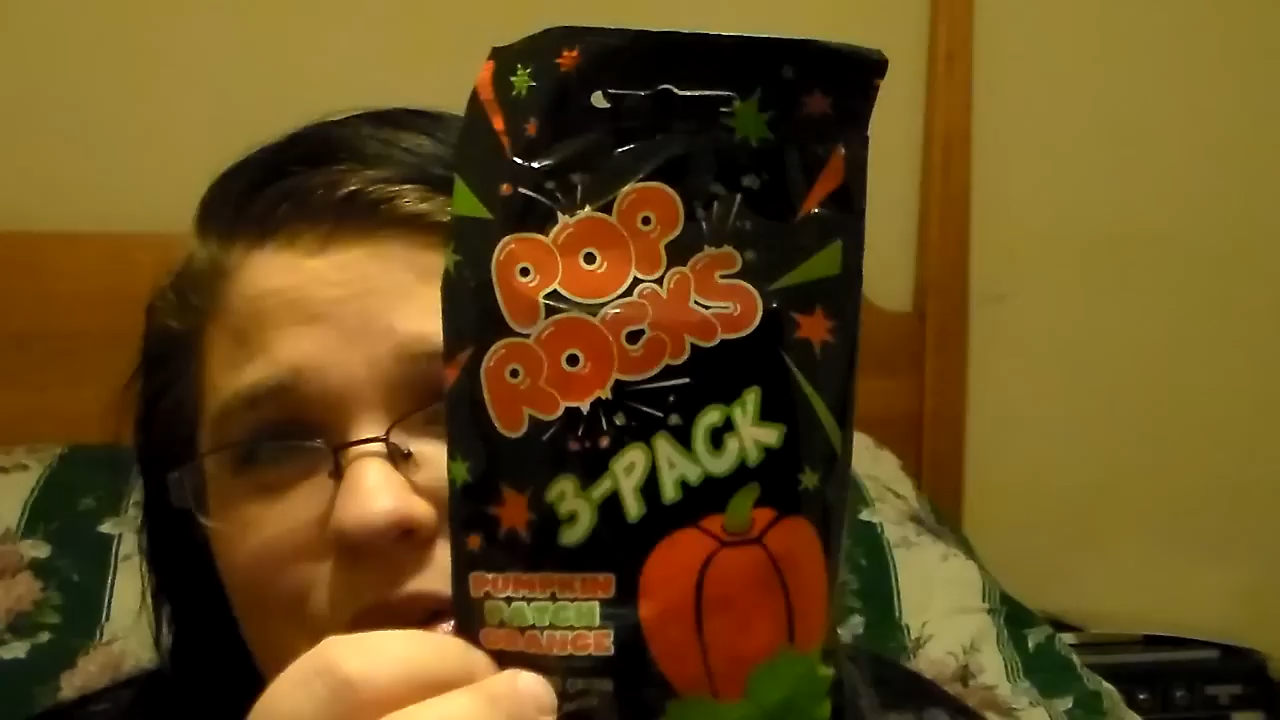 POP
ROCKS
3-PACK
PUMPKIN
PATCH
ORANGE